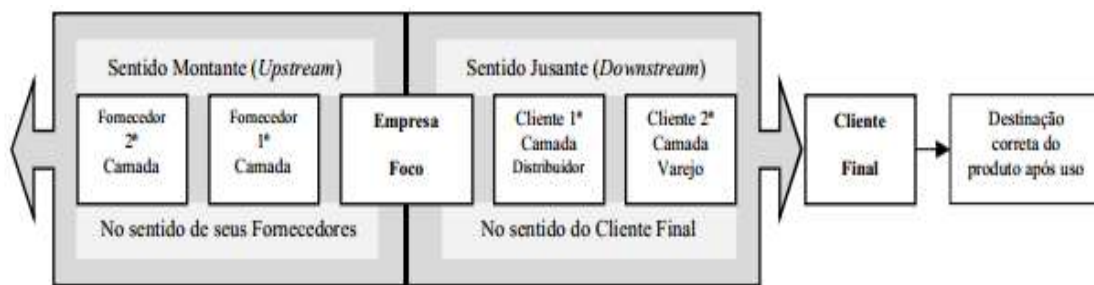 Sentido Montante (Upstream)
Sentido Jusante (Downstream)
Fornecedor
2ª
Camada
Fornecedor
1ª
Camada
Empresa
Foco
Cliente 1ª
Camada
Distribuidor
Cliente 2ª
Camada
Varejo
Cliente
Final
Destinação
correta do
produto após uso
No sentido de seus Fornecedores
No sentido do Cliente Final